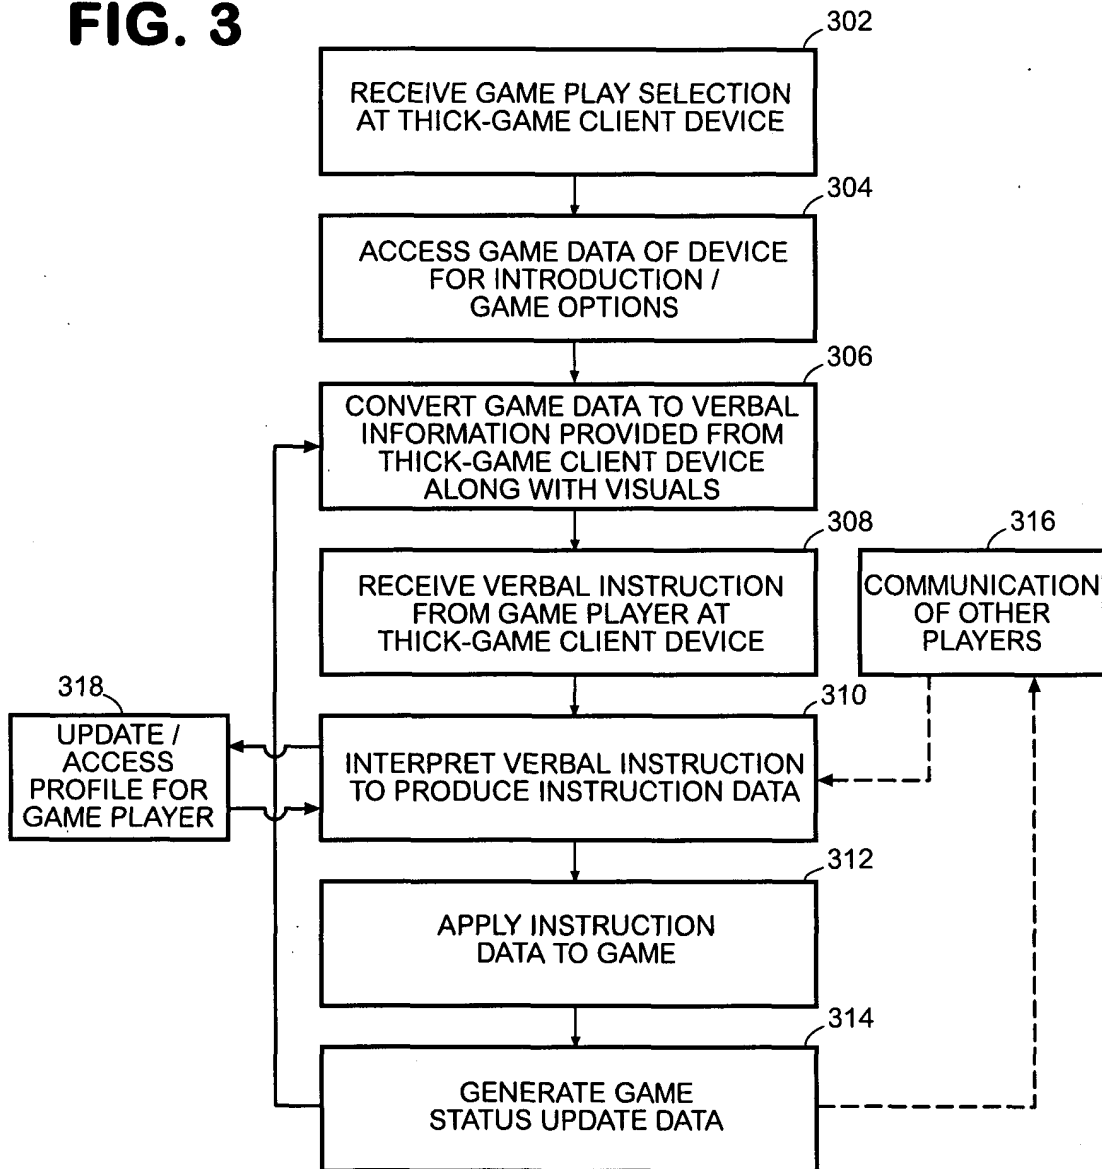 FIG. 3
302
RECEIVE GAME PLAY SELECTION
AT THICK-GAME CLIENT DEVICE
304
ACCESS GAME DATA OF DEVICE
FOR INTRODUCTION /
GAME OPTIONS
306
CONVERT GAME DATA TO VERBAL
INFORMATION PROVIDED FROM
THICK-GAME CLIENT DEVICE
ALONG WITH VISUALS
308
RECEIVE VERBAL INSTRUCTION
FROM GAME PLAYER AT
THICK-GAME CLIENT DEVICE
316
COMMUNICATION
OF OTHER
PLAYERS
318
UPDATE /
ACCESS
PROFILE FOR
GAME PLAYER
310
INTERPRET VERBAL INSTRUCTION
TO PRODUCE INSTRUCTION DATA
312
APPLY INSTRUCTION
DATA TO GAME
314
GENERATE GAME
STATUS UPDATE DATA